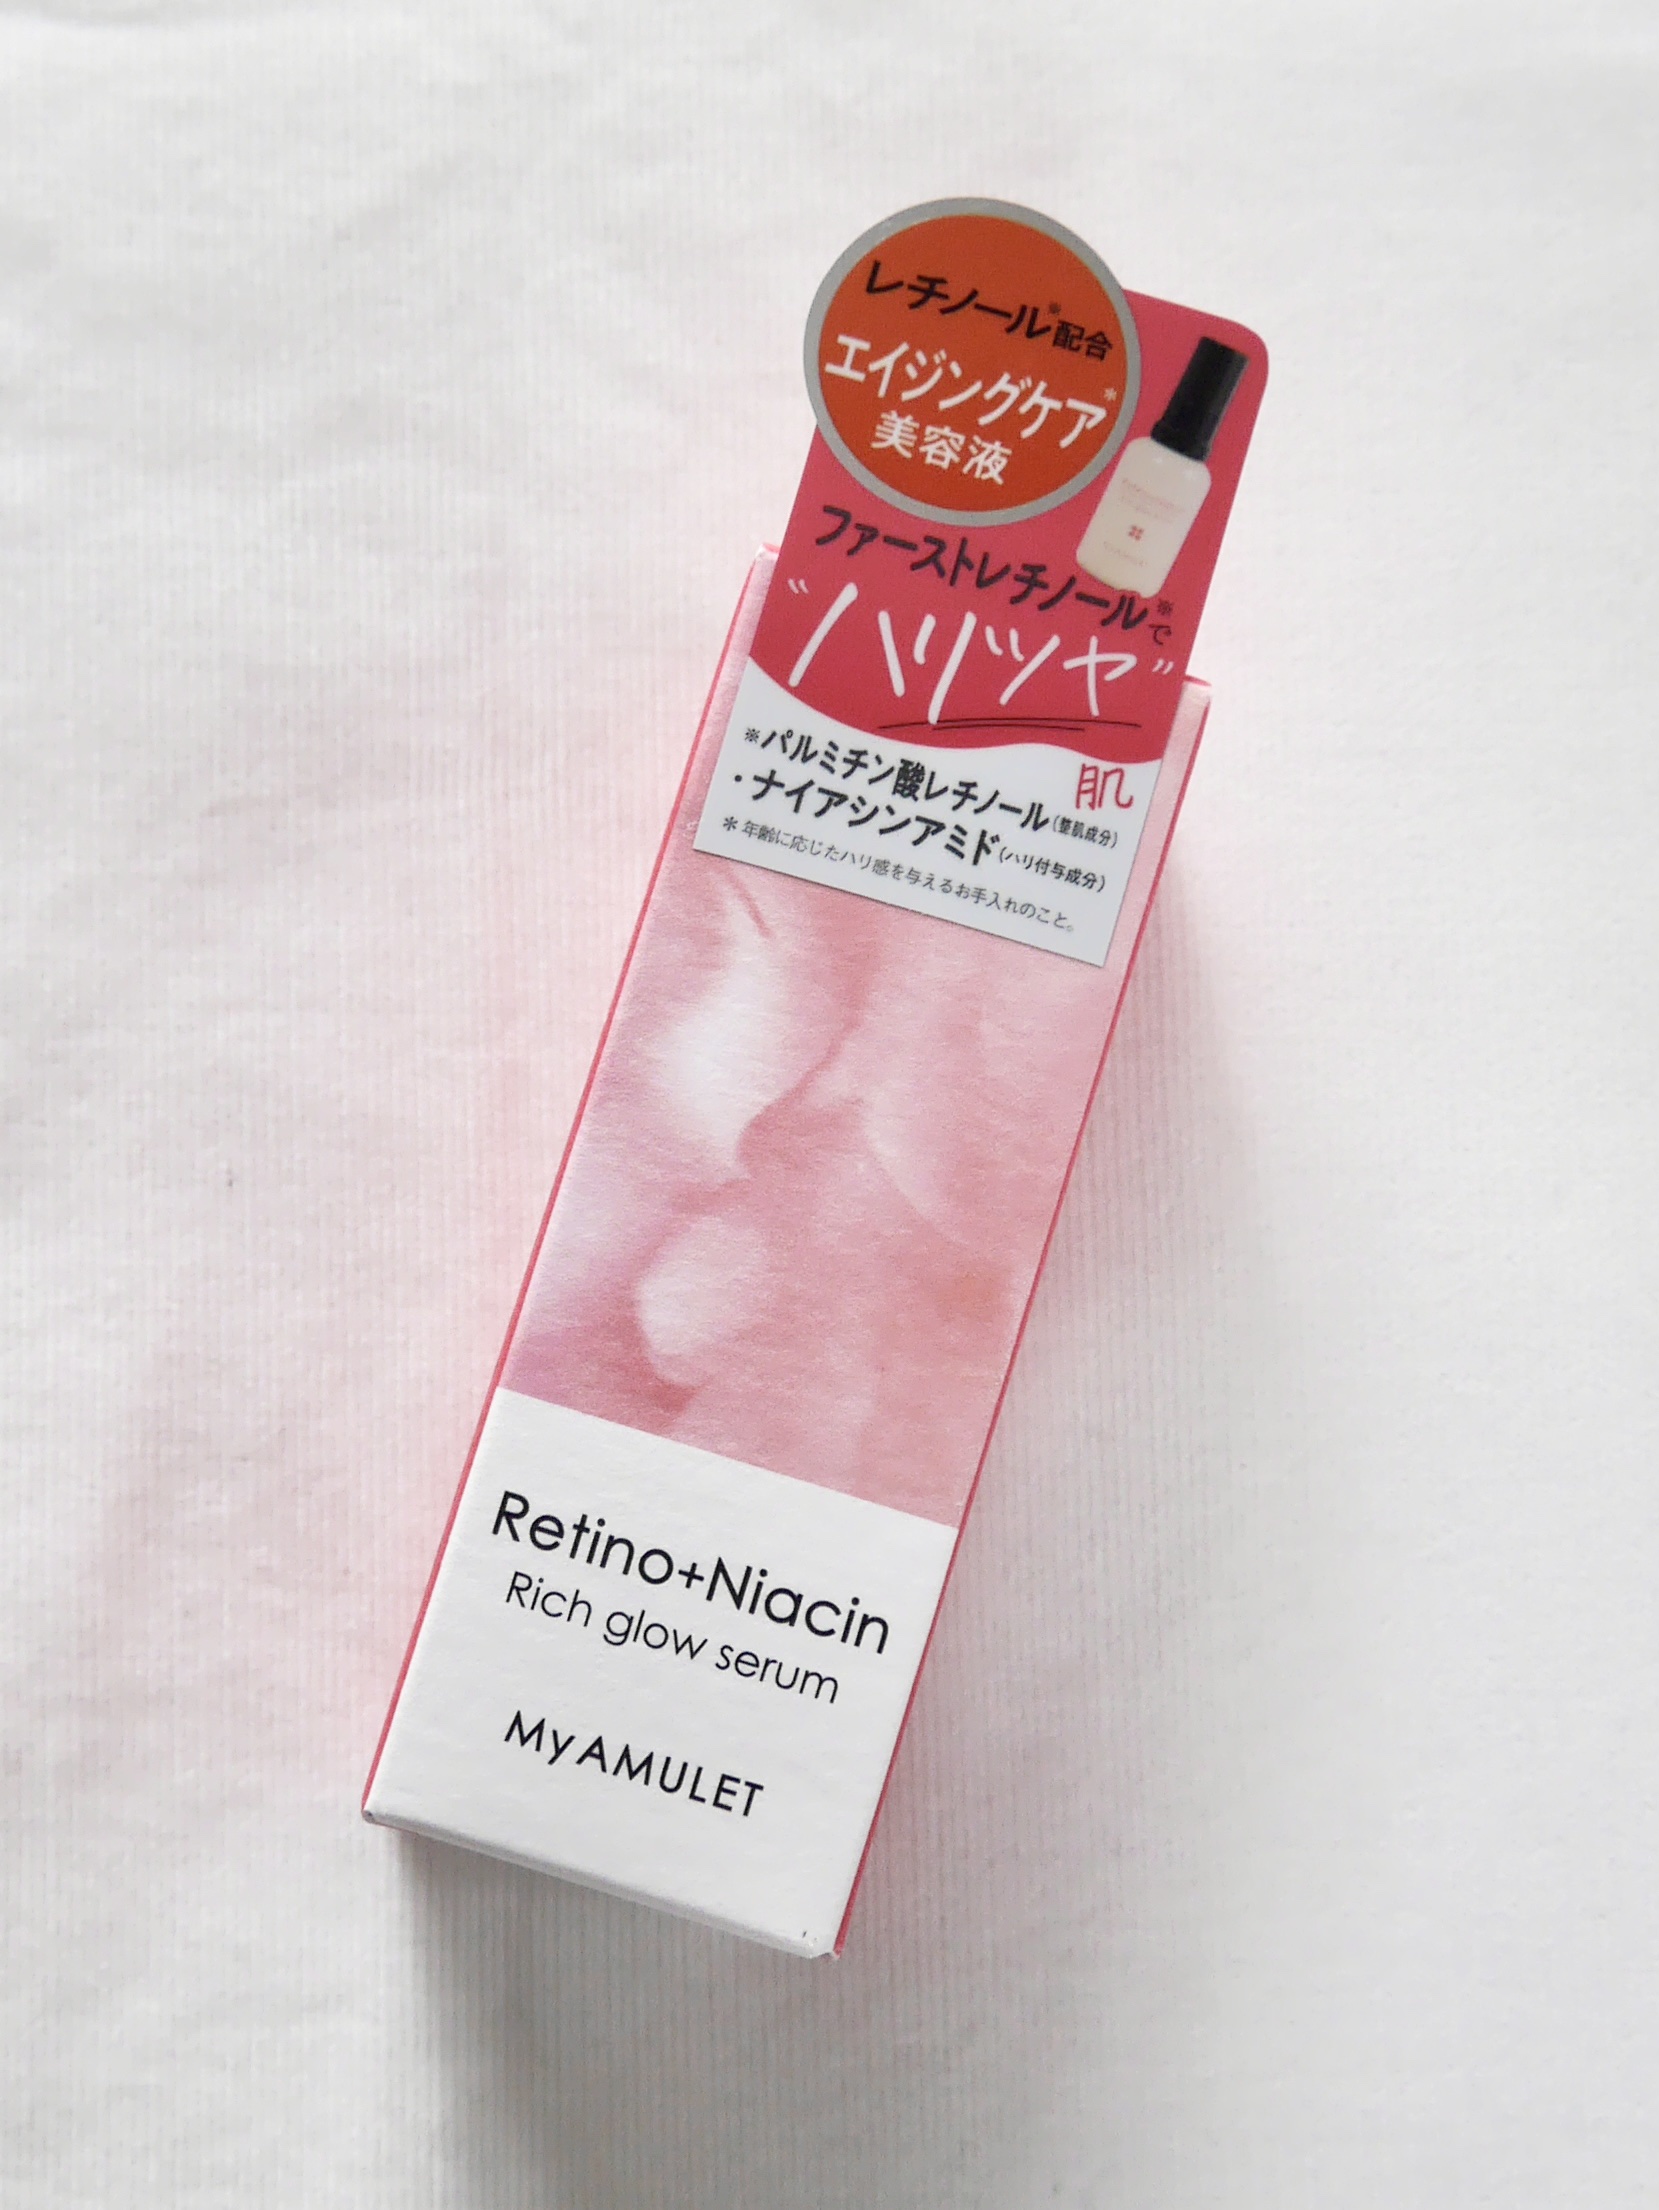 レチノール※配合
エイジングケア*
美容液
ファーストレチノール※で
"ハリツヤ"
肌
※パルミチン酸レチノール(整肌成分)
・ナイアシンアミド(ハリ付与成分)
*年齢に応じたハリ感を与えるお手入れのこと。
Retino+Niacin
Rich glow serum
My AMULET